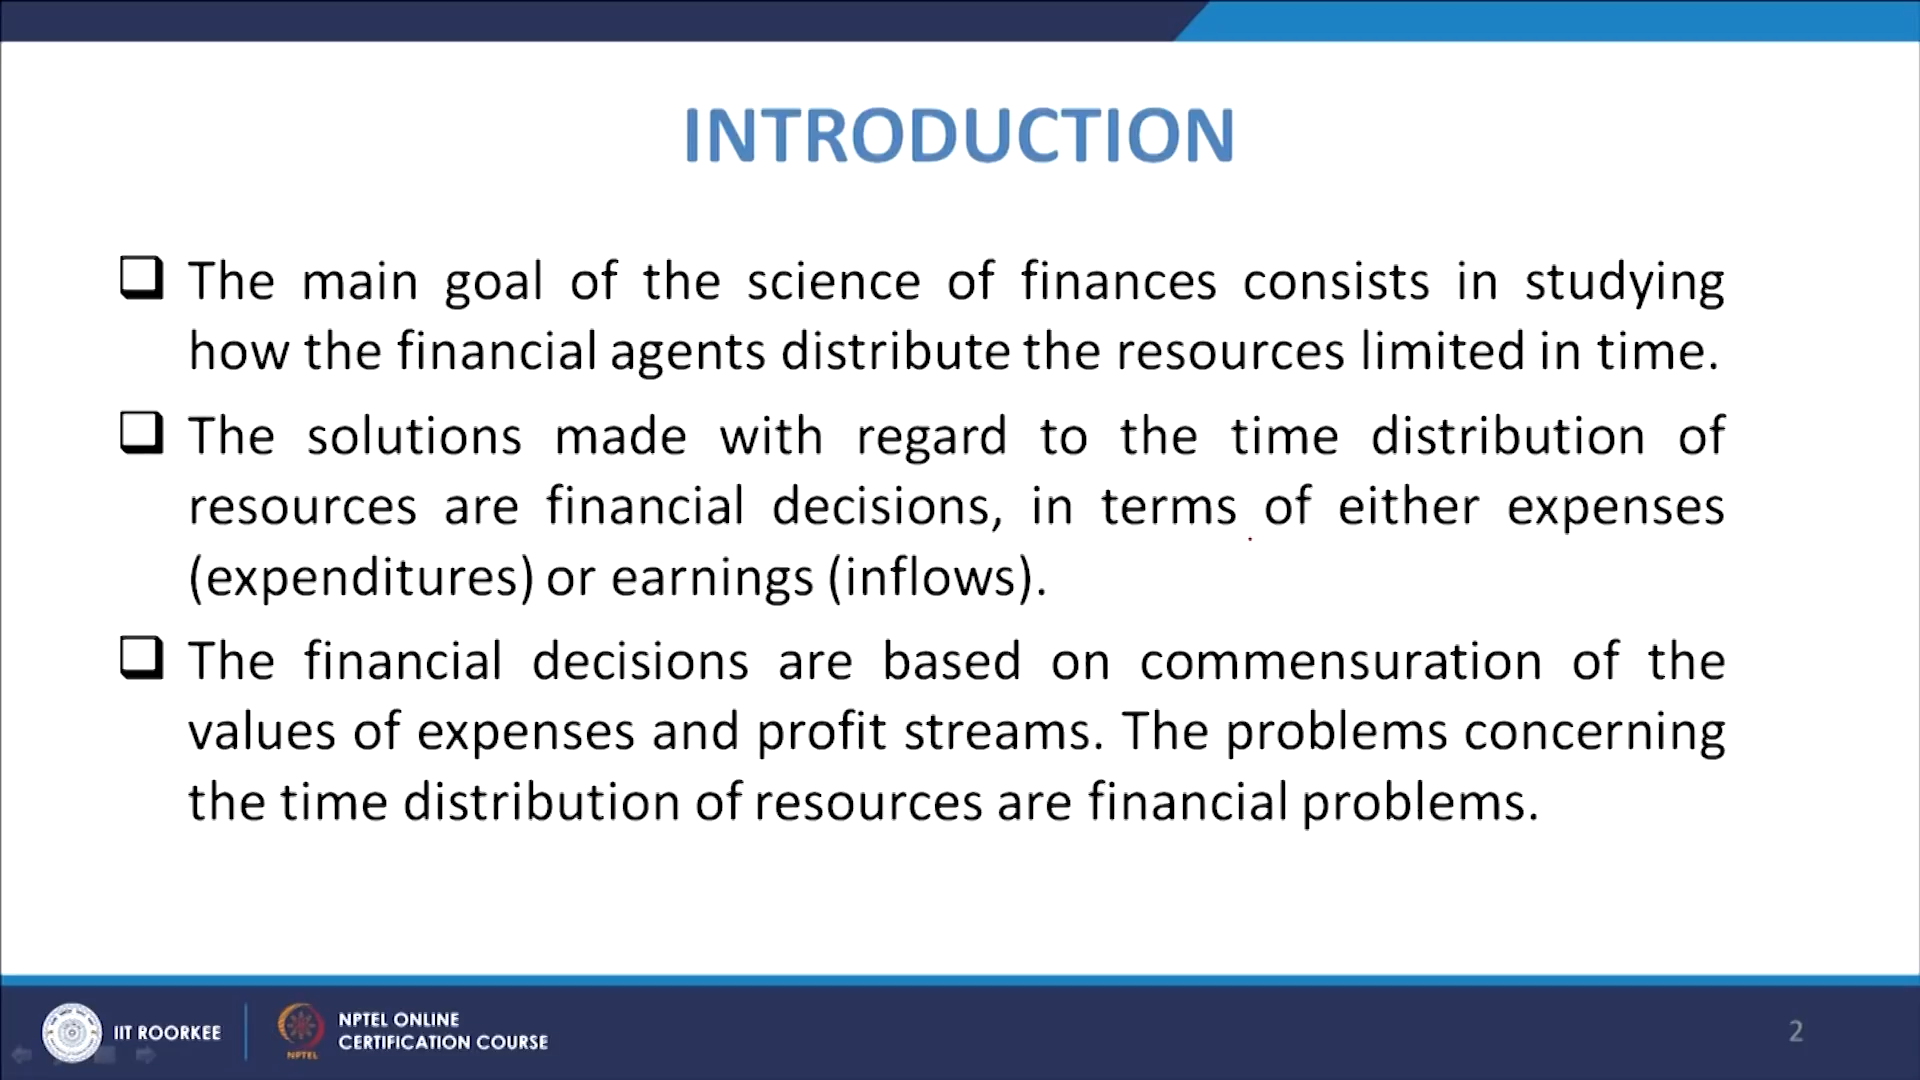 INTRODUCTION
The main goal of the science of finances consists in studying
how the financial agents distribute the resources limited in time.
The solutions made with regard to the time distribution of
resources are financial decisions, in terms of either expenses
(expenditures) or earnings (inflows).
The financial decisions are based on commensuration of the
values of expenses and profit streams. The problems concerning
the time distribution of resources are financial problems.
IIT ROORKEE
NPTEL
NPTEL ONLINE
CERTIFICATION COURSE
2